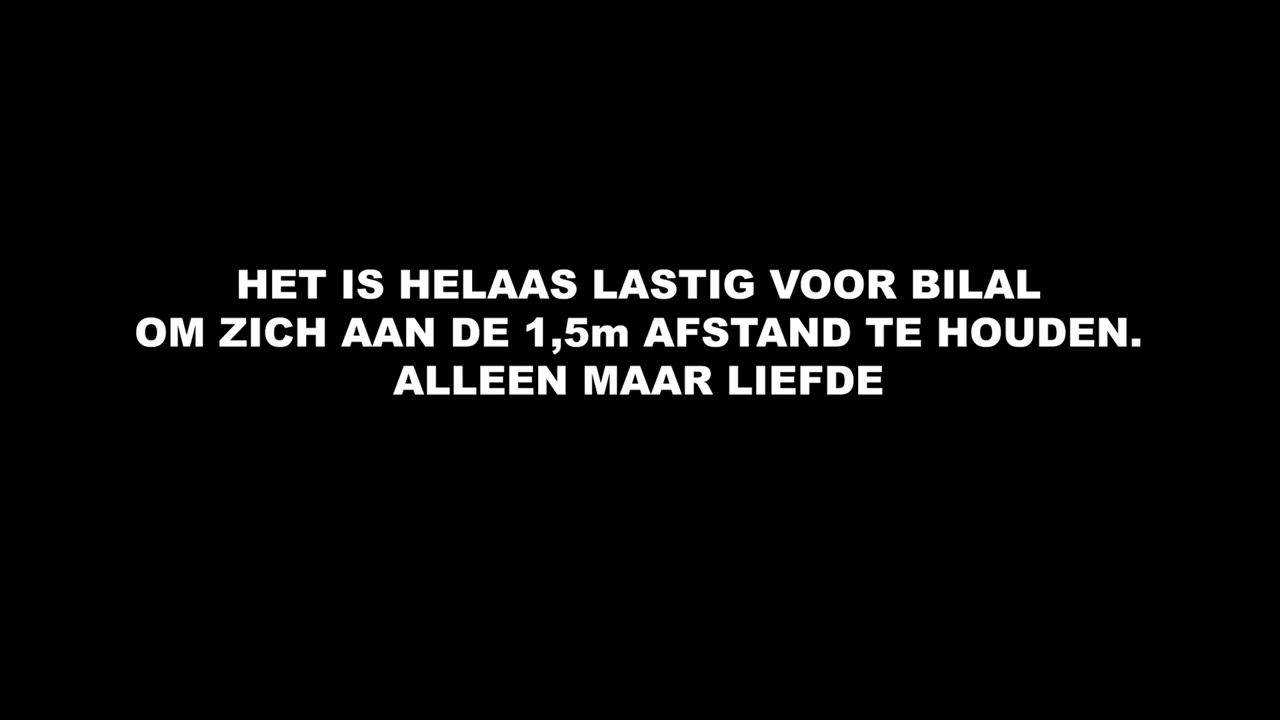 HET IS HELAAS LASTIG VOOR BILAL
OM ZICH AAN DE 1,5m AFSTAND TE HOUDEN.
ALLEEN MAAR LIEFDE